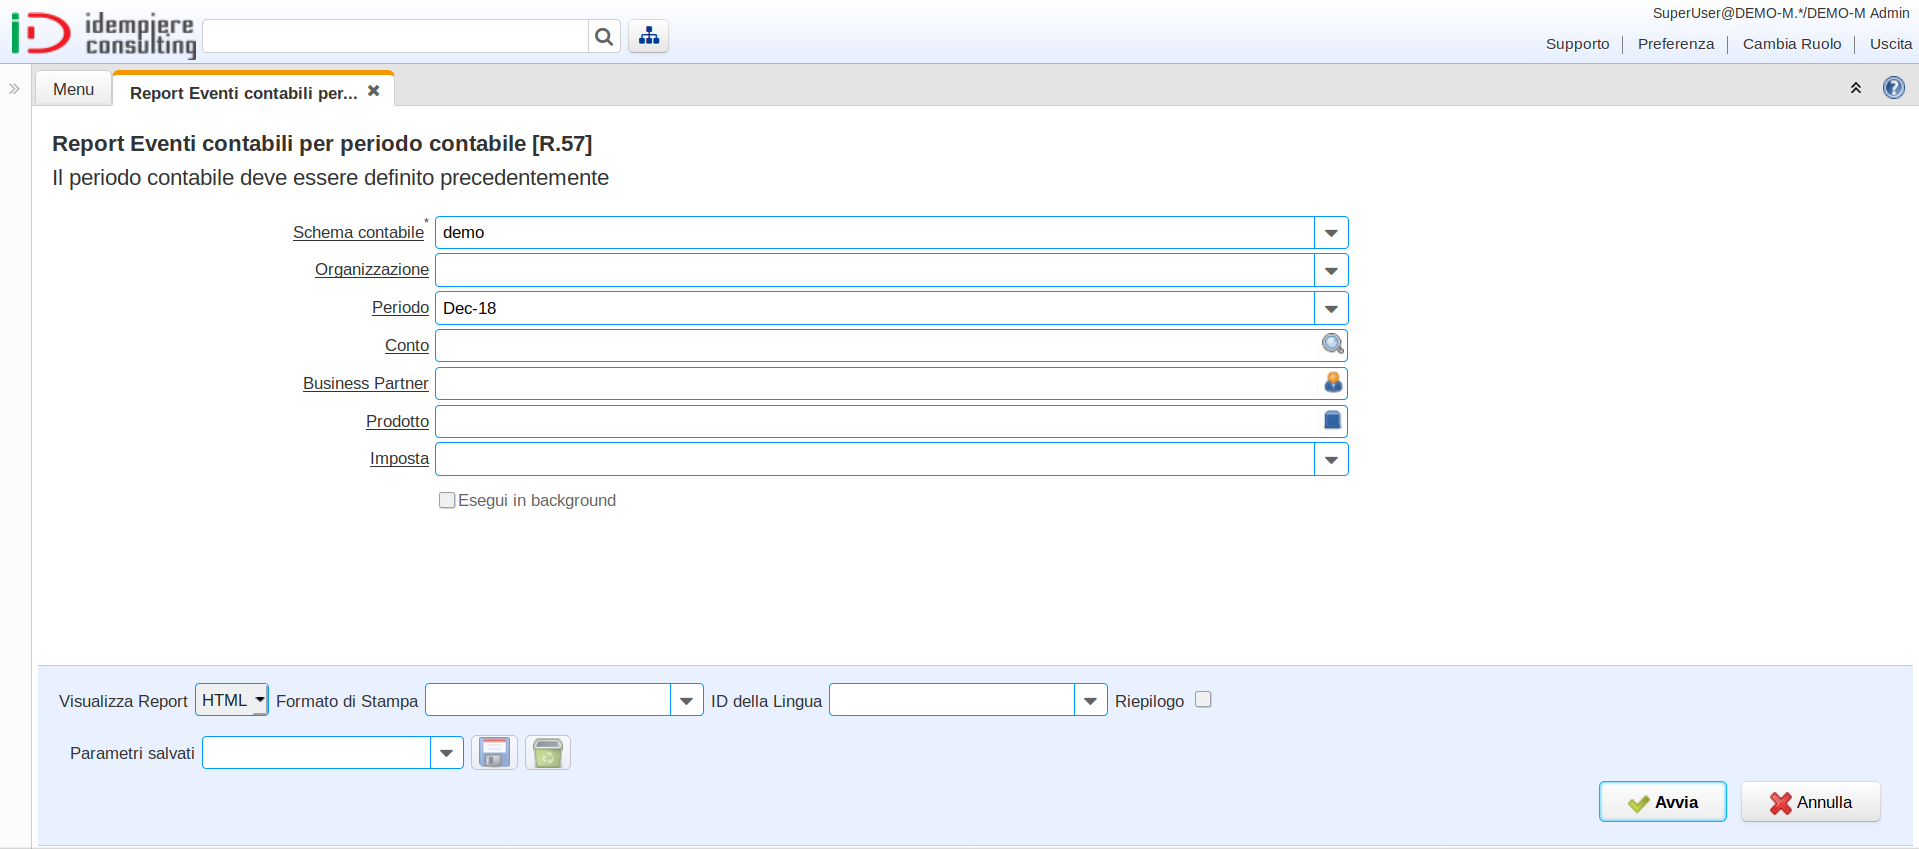 idempiere
consulting
SuperUser@DEMO-M.*/DEMO-M Admin
Supporto
Preferenza
Cambia Ruolo
Uscita
Menu
Report Eventi contabili per...
Report Eventi contabili per periodo contabile [R.57]
Il periodo contabile deve essere definito precedentemente
Schema contabile* demo
Organizzazione
Periodo Dec-18
Conto
Business Partner
Prodotto
Imposta
Esegui in background
Visualizza Report HTML Formato di Stampa ID della Lingua Riepilogo
Parametri salvati
Avvia Annulla